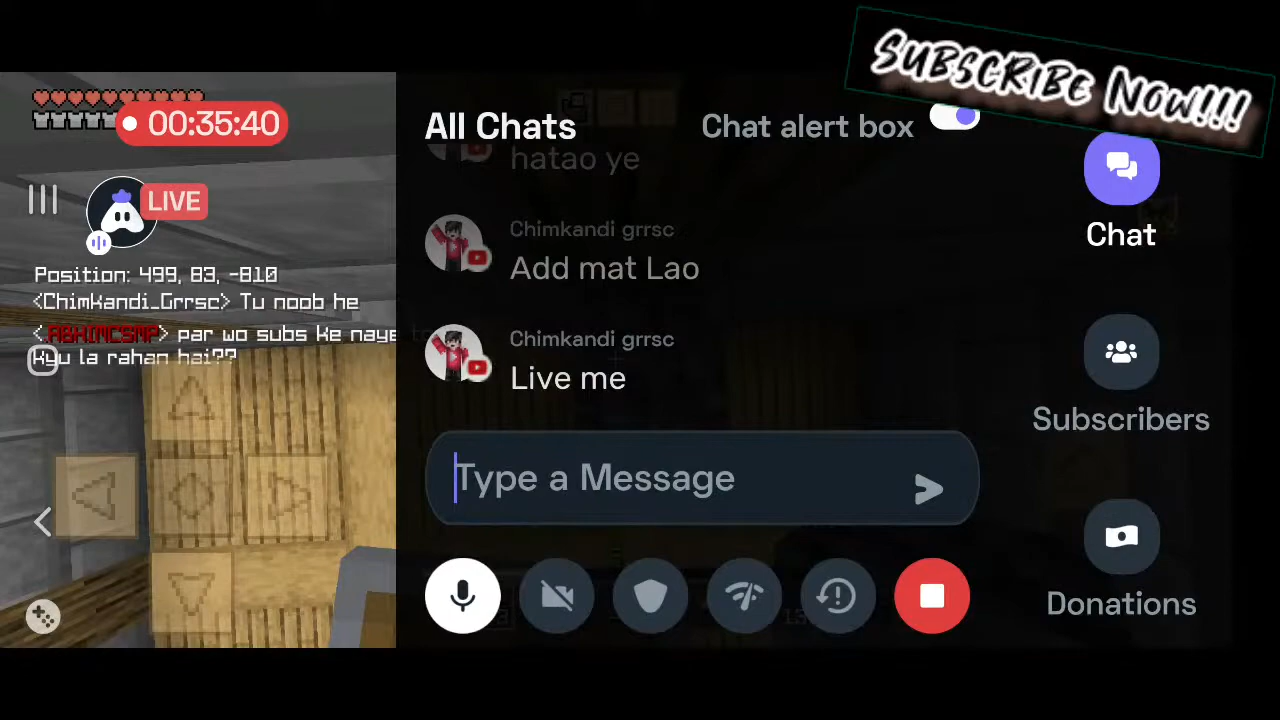 SUBSCRIBE NOW!!!
00:35:40
LIVE
Position: 499, 83, -810
<Chimkandi_Grrsc> Tu noob he
<.ABHIMCSMP> par wo subs ke naye to
kyu la rahan hai??
All Chats
Chat alert box
hatao ye
Chimkandi grrsc
Add mat Lao
Chimkandi grrsc
Live me
Type a Message
Chat
Subscribers
Donations